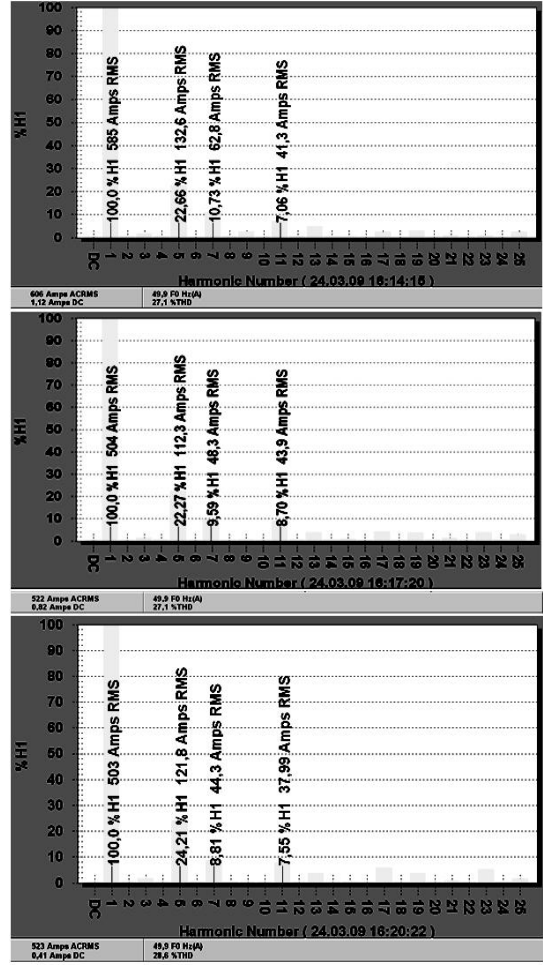 100
90
80
70
60
50
40
30
20
10
0
%H1
100,0 %H1 585 Amps RMS
22,66 %H1 132,6 Amps RMS
10,73 %H1 62,8 Amps RMS
7,06 %H1 41,3 Amps RMS
DC 1 2 3 4 5 6 7 8 9 10 11 12 13 14 15 16 17 18 19 20 21 22 23 24 25
Harmonic Number ( 24.03.09 16:14:15 )
606 Amps ACRMS 49,9 F0 Hz(A)
1,12 Amps DC 27,1 %THD
100
90
80
70
60
50
40
30
20
10
0
%H1
100,0 %H1 504 Amps RMS
22,27 %H1 112,3 Amps RMS
9,59 %H1 48,3 Amps RMS
8,70 %H1 43,9 Amps RMS
DC 1 2 3 4 5 6 7 8 9 10 11 12 13 14 15 16 17 18 19 20 21 22 23 24 25
Harmonic Number ( 24.03.09 16:17:20 )
522 Amps ACRMS 49,9 F0 Hz(A)
0,82 Amps DC 27,1 %THD
100
90
80
70
60
50
40
30
20
10
0
%H1
100,0 %H1 503 Amps RMS
24,21 %H1 121,8 Amps RMS
8,81 %H1 44,3 Amps RMS
7,55 %H1 37,99 Amps RMS
DC 1 2 3 4 5 6 7 8 9 10 11 12 13 14 15 16 17 18 19 20 21 22 23 24 25
Harmonic Number ( 24.03.09 16:20:22 )
523 Amps ACRMS 49,9 F0 Hz(A)
0,41 Amps DC 28,6 %THD